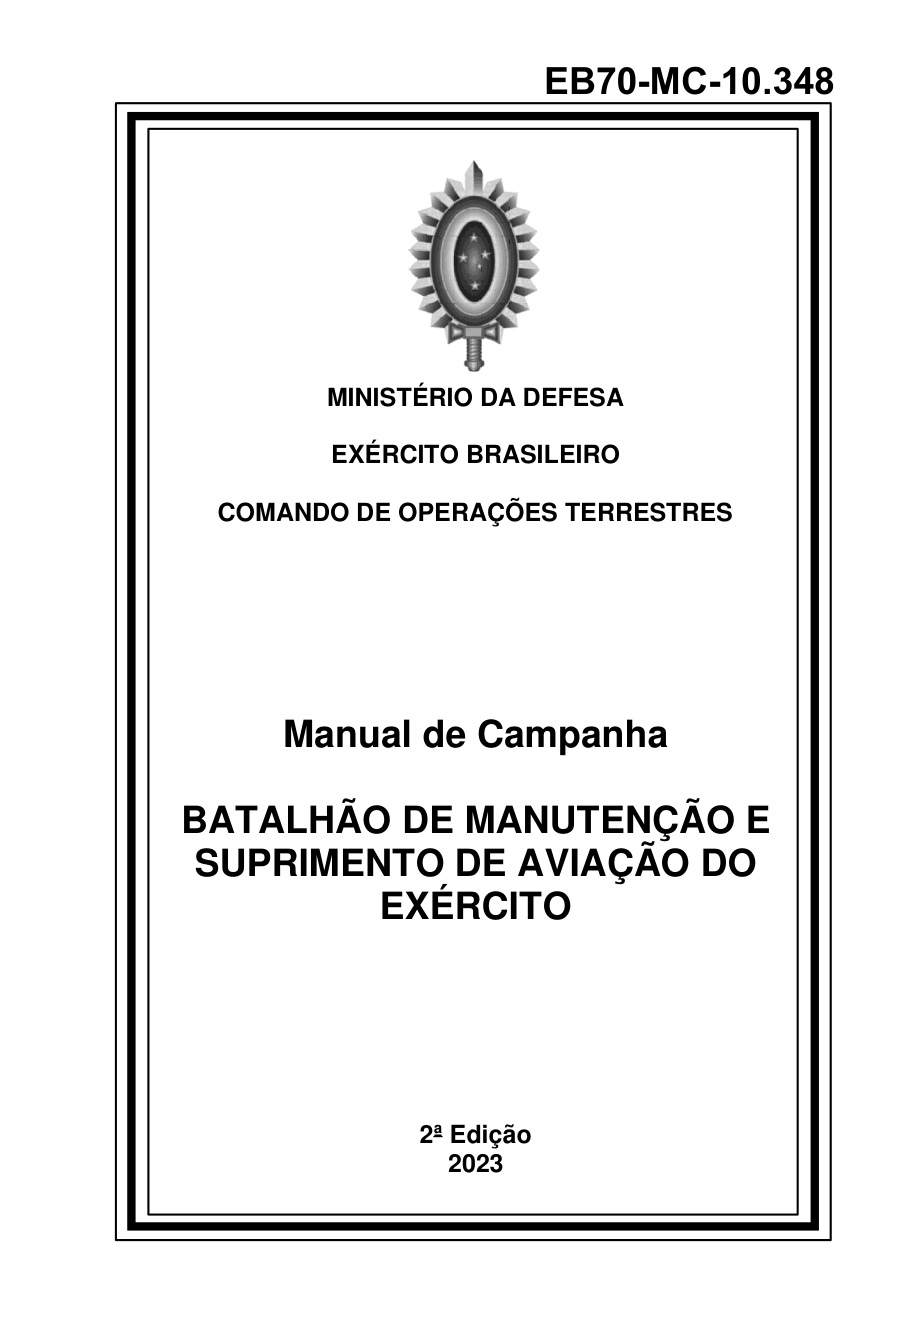 EB70-MC-10.348
MINISTÉRIO DA DEFESA
EXÉRCITO BRASILEIRO
COMANDO DE OPERAÇÕES TERRESTRES
Manual de Campanha
BATALHÃO DE MANUTENÇÃO E
SUPRIMENTO DE AVIAÇÃO DO
EXÉRCITO
2ª Edição
2023